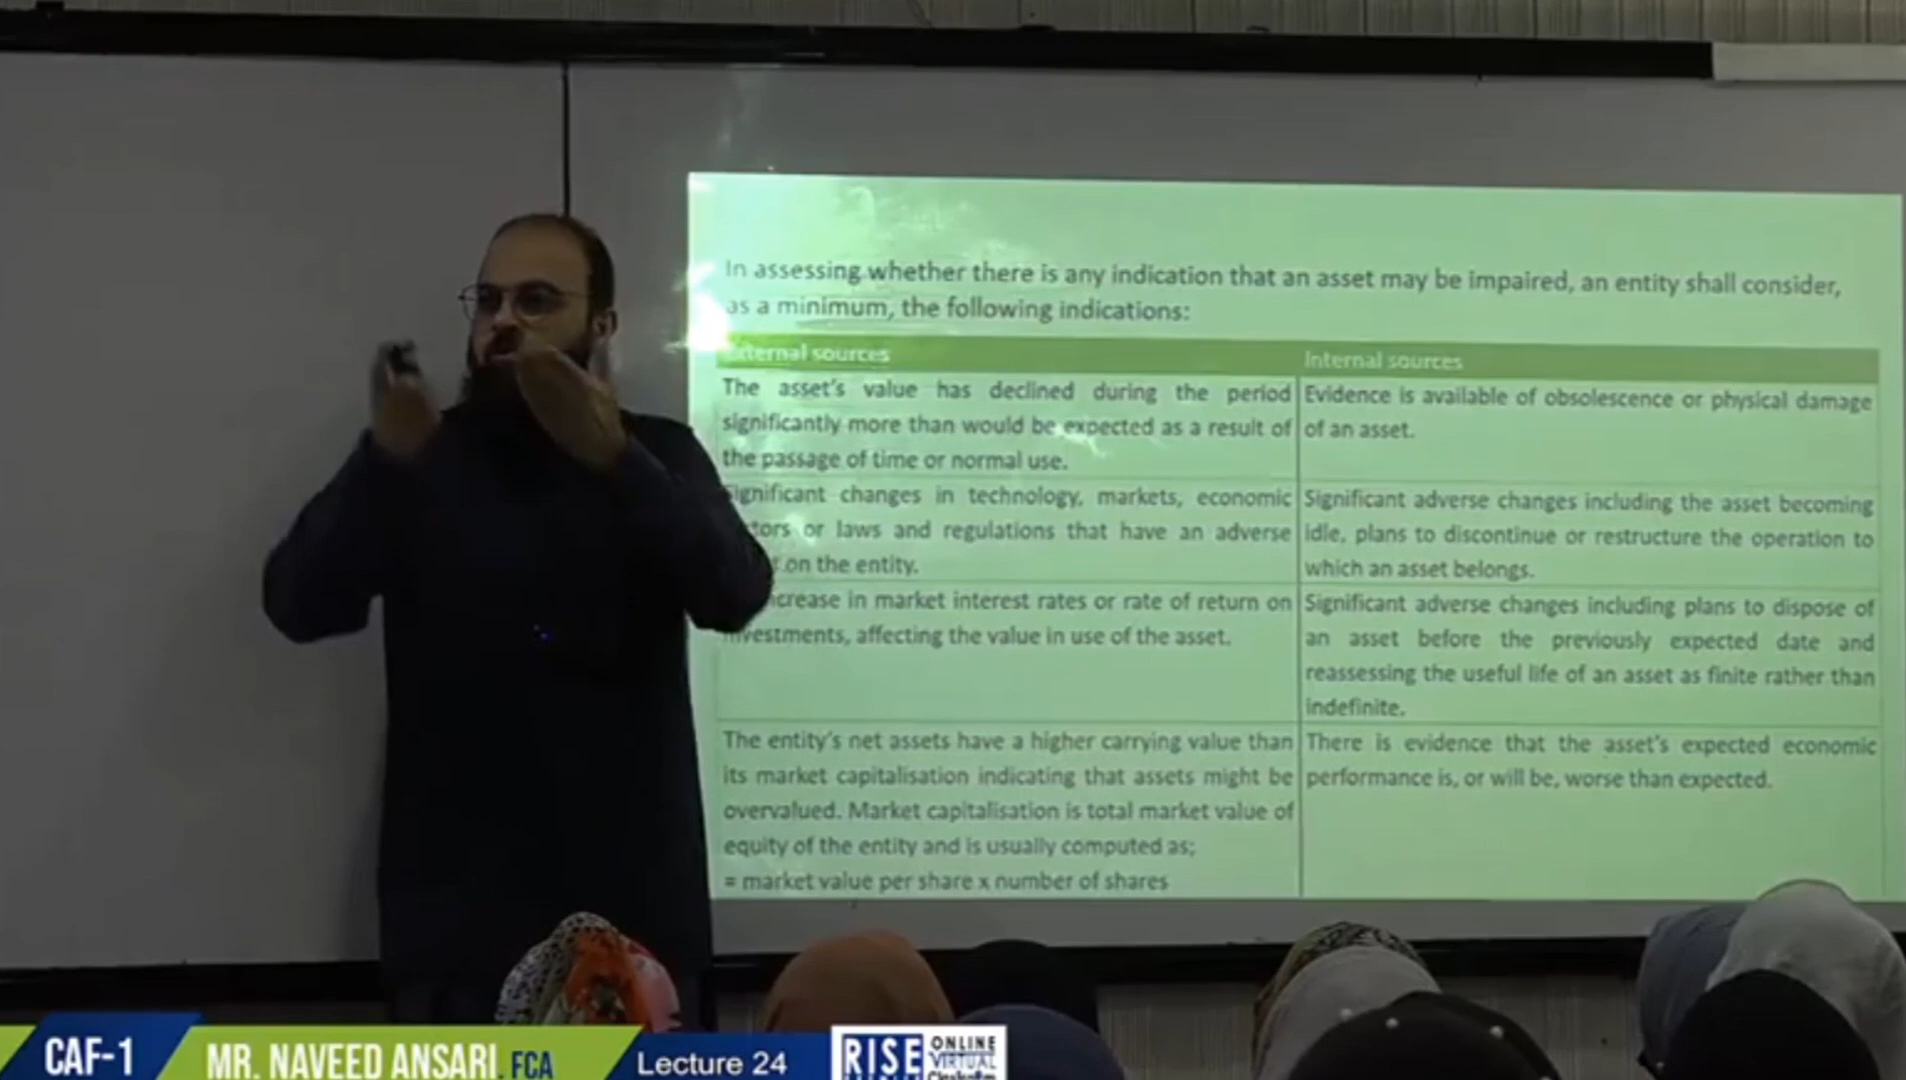 In assessing whether there is any indication that an asset may be impaired, an entity shall consider,
as a minimum, the following indications:
External sources
Internal sources
The asset's value has declined during the period
significantly more than would be expected as a result of
the passage of time or normal use.
Evidence is available of obsolescence or physical damage
of an asset.
Significant changes in technology, markets, economic
tors or laws and regulations that have an adverse
on the entity.
Significant adverse changes including the asset becoming
idle, plans to discontinue or restructure the operation to
which an asset belongs.
crease in market interest rates or rate of return on
investments, affecting the value in use of the asset.
Significant adverse changes including plans to dispose of
an asset before the previously expected date and
reassessing the useful life of an asset as finite rather than
indefinite.
The entity's net assets have a higher carrying value than
its market capitalisation indicating that assets might be
overvalued. Market capitalisation is total market value of
equity of the entity and is usually computed as;
= market value per share x number of shares
There is evidence that the asset's expected economic
performance is, or will be, worse than expected.
CAF-1
MR. NAVEED ANSARI, FCA
Lecture 24
RISE
ONLINE
VIRTUAL